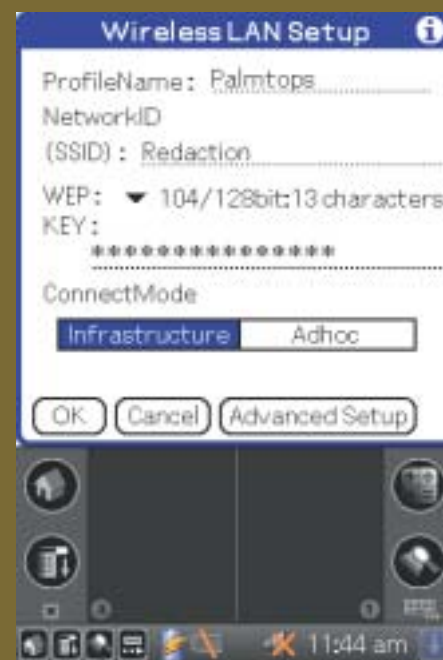 Wireless LAN Setup
ProfileName: Palmtops
NetworkID
(SSID): Redaction
WEP: 104/128bit:13 characters
KEY:
***************
ConnectMode
Infrastructure Adhoc
OK Cancel Advanced Setup
11:44 am